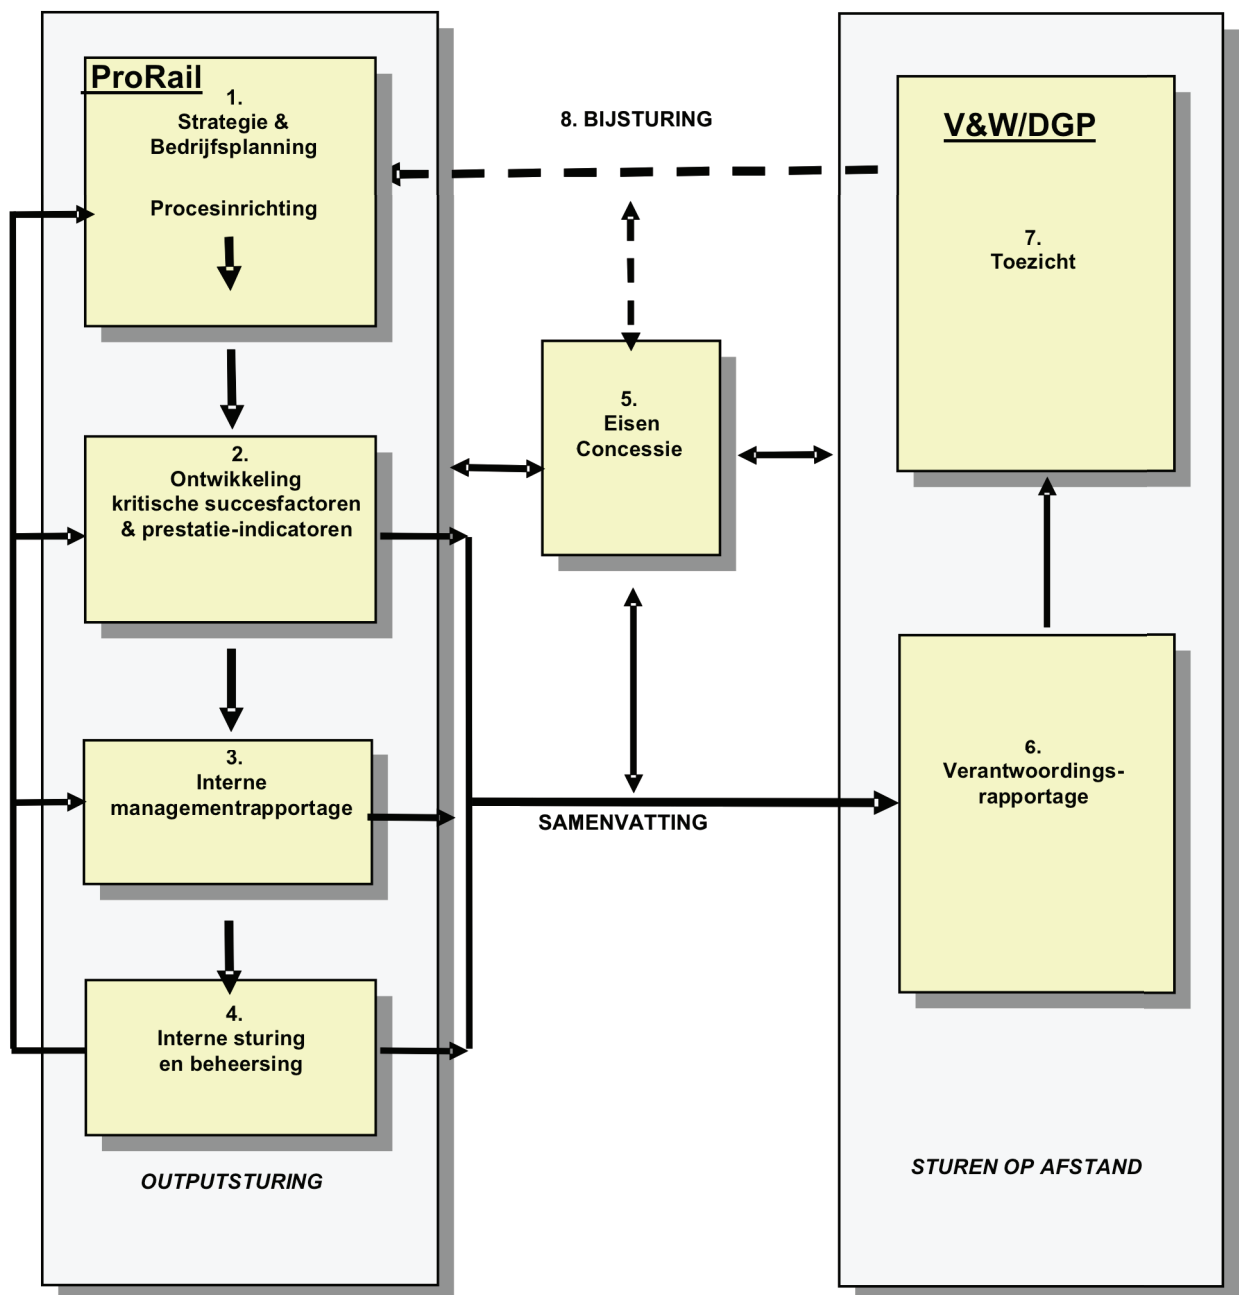 ProRail
1.
Strategie &
Bedrijfsplanning
Procesinrichting
2.
Ontwikkeling
kritische succesfactoren
& prestatie-indicatoren
3.
Interne
managementrapportage
4.
Interne sturing
en beheersing
OUTPUTSTURING
8. BIJSTURING
5.
Eisen
Concessie
SAMENVATTING
V&W/DGP
7.
Toezicht
6.
Verantwoordings-
rapportage
STUREN OP AFSTAND